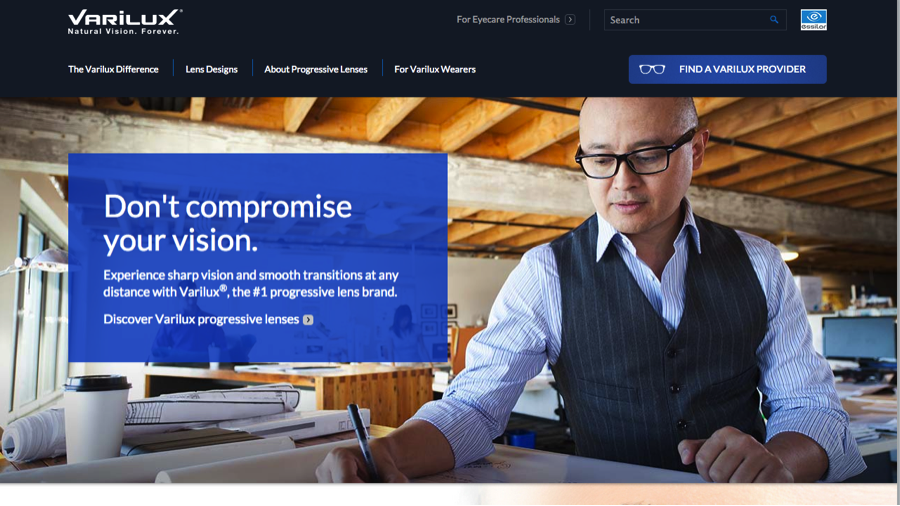 VARILUX®
Natural Vision. Forever.
For Eyecare Professionals
Search
essilor
The Varilux Difference
Lens Designs
About Progressive Lenses
For Varilux Wearers
FIND A VARILUX PROVIDER
Don't compromise
your vision.
Experience sharp vision and smooth transitions at any
distance with Varilux®, the #1 progressive lens brand.
Discover Varilux progressive lenses